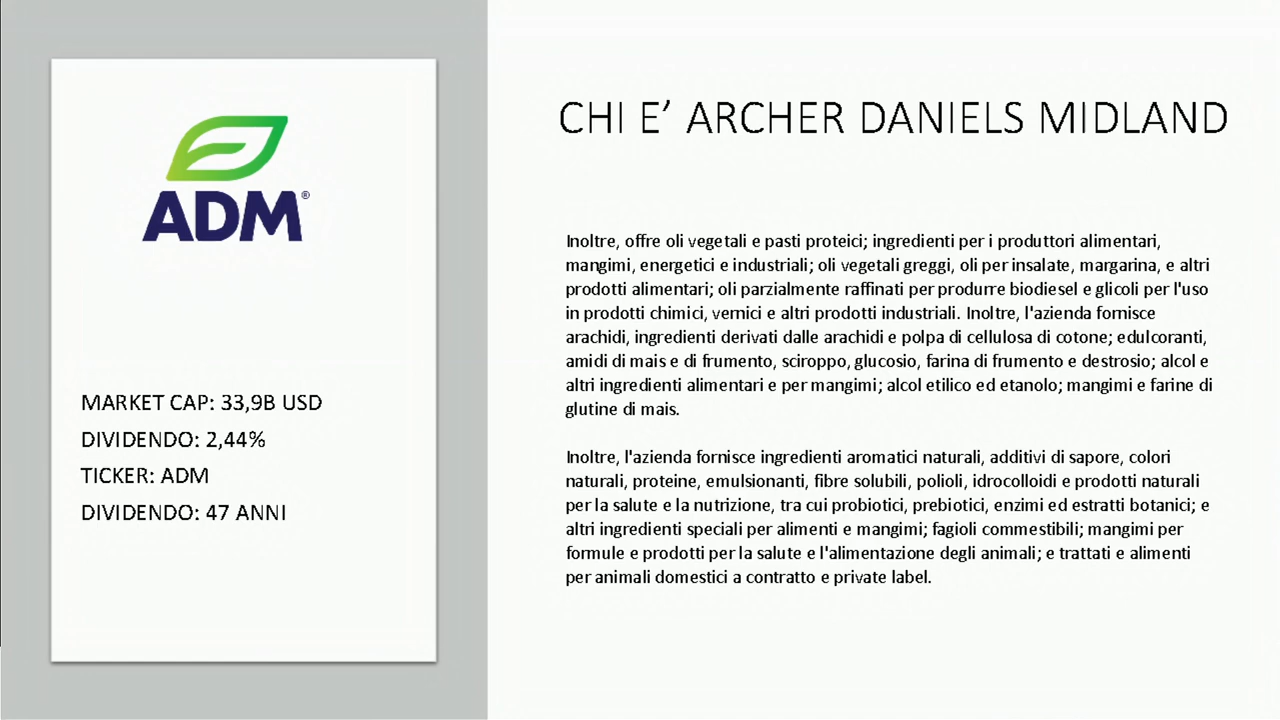 ADM®
MARKET CAP: 33,9B USD
DIVIDENDO: 2,44%
TICKER: ADM
DIVIDENDO: 47 ANNI
CHI E’ ARCHER DANIELS MIDLAND
Inoltre, offre oli vegetali e pasti proteici; ingredienti per i produttori alimentari,
mangimi, energetici e industriali; oli vegetali greggi, oli per insalate, margarina, e altri
prodotti alimentari; oli parzialmente raffinati per produrre biodiesel e glicoli per l'uso
in prodotti chimici, vernici e altri prodotti industriali. Inoltre, l'azienda fornisce
arachidi, ingredienti derivati dalle arachidi e polpa di cellulosa di cotone; edulcoranti,
amidi di mais e di frumento, sciroppo, glucosio, farina di frumento e destrosio; alcol e
altri ingredienti alimentari e per mangimi; alcol etilico ed etanolo; mangimi e farine di
glutine di mais.
Inoltre, l'azienda fornisce ingredienti aromatici naturali, additivi di sapore, colori
naturali, proteine, emulsionanti, fibre solubili, polioli, idrocolloidi e prodotti naturali
per la salute e la nutrizione, tra cui probiotici, prebiotici, enzimi ed estratti botanici; e
altri ingredienti speciali per alimenti e mangimi; fagioli commestibili; mangimi per
formule e prodotti per la salute e l'alimentazione degli animali; e trattati e alimenti
per animali domestici a contratto e private label.